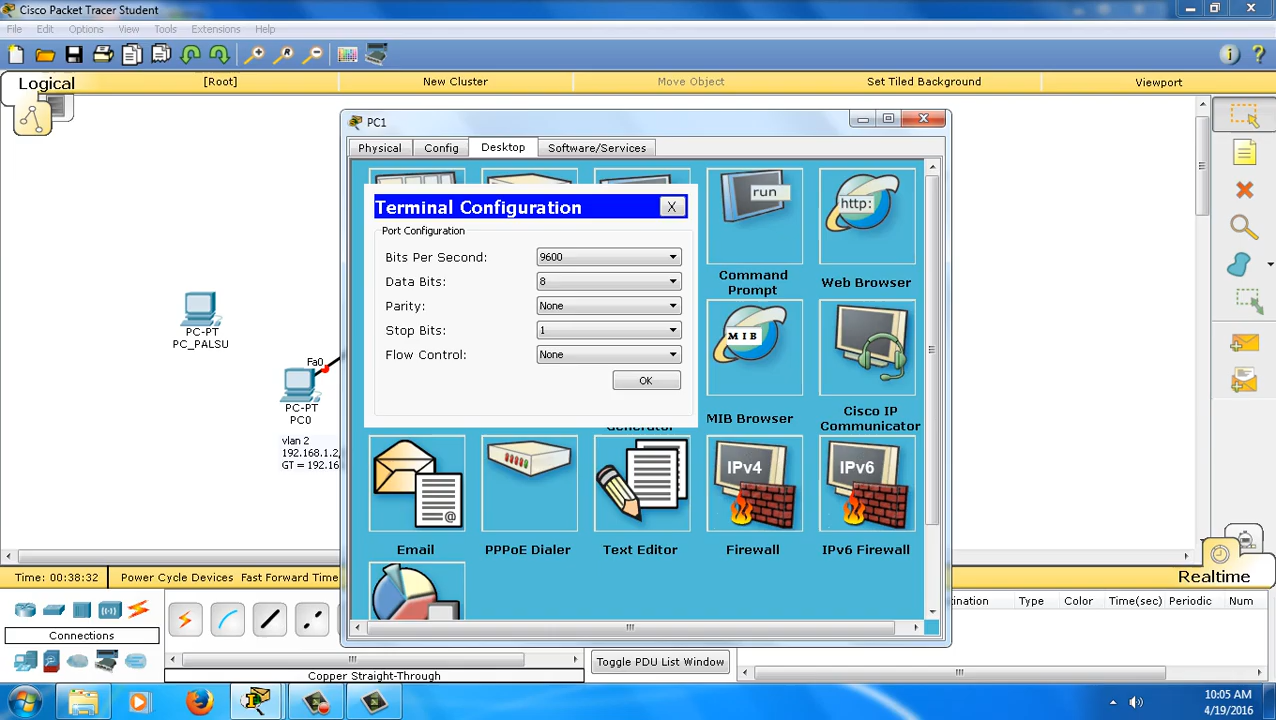 Cisco Packet Tracer Student
File Edit Options View Tools Extensions Help
Logical
[Root]
New Cluster
Move Object
Set Tiled Background
Viewport
PC1
Physical
Config
Desktop
Software/Services
Terminal Configuration
X
Port Configuration
Bits Per Second:
9600
Data Bits:
8
Parity:
None
Stop Bits:
1
Flow Control:
None
OK
run
Command
Prompt
http:
Web Browser
MIB
MIB Browser
Cisco IP
Communicator
Generator
@
Email
PPPoE Dialer
Text Editor
IPv4
Firewall
IPv6
IPv6 Firewall
PC-PT
PC_PALSU
Fa0
PC-PT
PC0
vlan 2
192.168.1.2,
GT = 192.16
Time: 00:38:32
Power Cycle Devices Fast Forward Time
Realtime
Connections
Copper Straight-Through
Toggle PDU List Window
Type
Color
Time(sec)
Periodic
Num
10:05 AM
4/19/2016